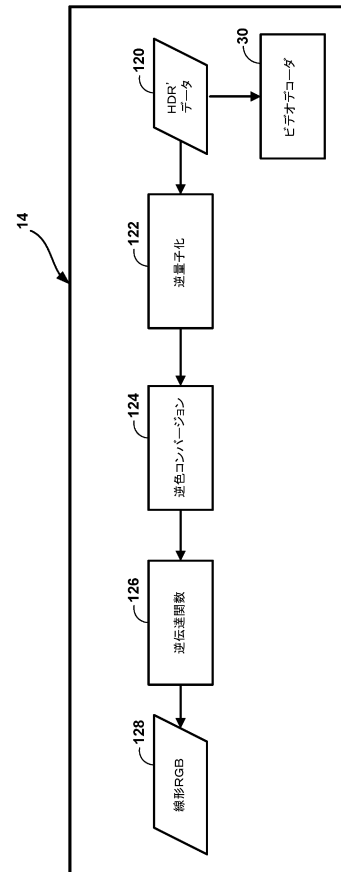 14
120
HDR'
データ
30
ビデオデコーダ
122
逆量子化
124
逆色コンバージョン
126
逆伝達関数
128
線形RGB